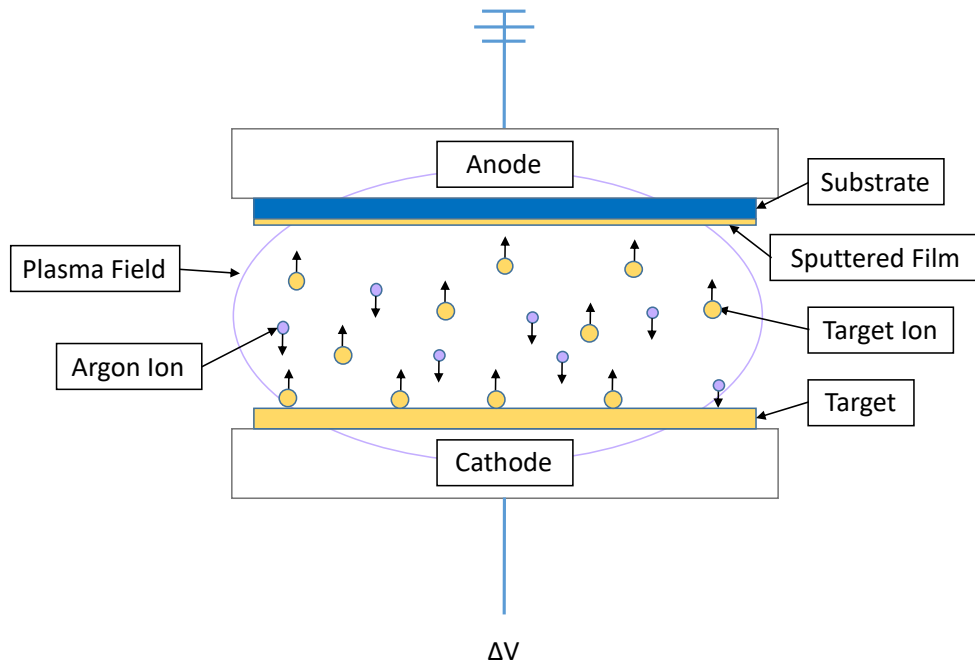 Anode
Substrate
Plasma Field
Sputtered Film
Argon Ion
Target Ion
Target
Cathode
ΔV